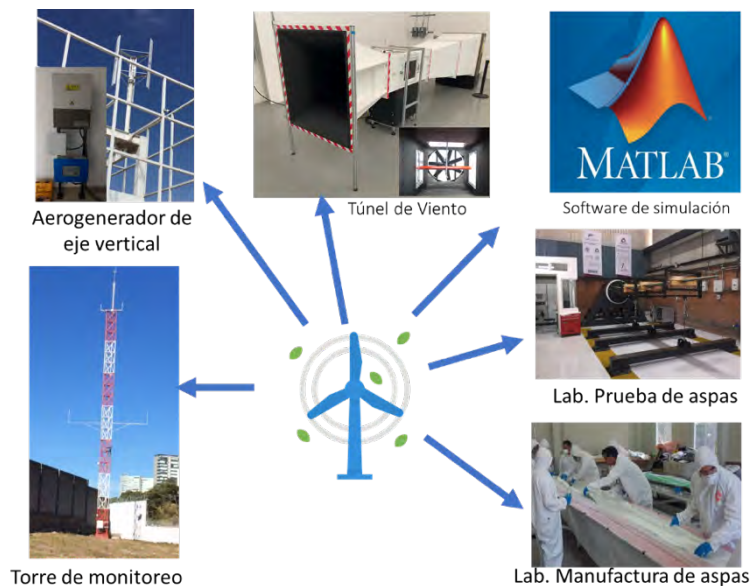 MATLAB®
Aerogenerador de
eje vertical
Túnel de Viento
Software de simulación
Lab. Prueba de aspas
Torre de monitoreo
Lab. Manufactura de aspas